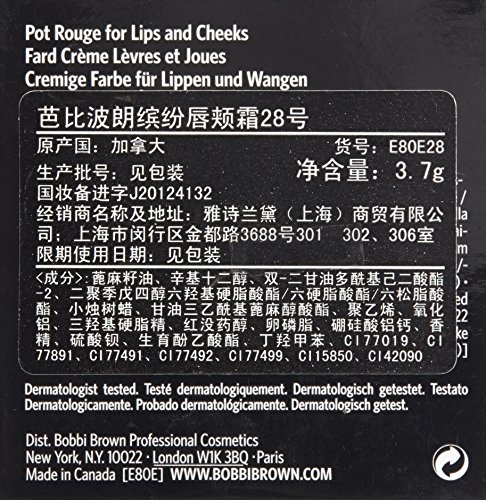 Pot Rouge for Lips and Cheeks
Fard Crème Lèvres et Joues
Cremige Farbe für Lippen und Wangen
芭比波朗缤纷唇颊霜28号
原产国：加拿大 货号：E80E28
生产批号：见包装 净含量：3.7g
国妆备进字J20124132
经销商名称及地址：雅诗兰黛（上海）商贸有限公
司：上海市闵行区金都路3688号301 302、306室
限期使用日期：见包装
<成分>:蓖麻籽油、辛基十二醇、双-二甘油多酰基己二酸酯
-2、二聚季戊四醇六羟基硬脂酸酯/六硬脂酸酯/六松脂酸
酯、小烛树蜡、甘油三乙酰基蓖麻醇酸酯、聚乙烯、氧化
铝、三羟基硬脂精、红没药醇、卵磷脂、硼硅酸铝钙、香
精、硫酸钡、生育酚乙酸酯、丁羟甲苯、CI77019、CI
77891、CI77491、CI77492、CI77499、CI15850、CI42090
Dermatologist tested. Testé dermatologiquement. Dermatologisch getestet. Testato
Dermatologicamente. Probado dermatológicamente. Dermatologisch getest.
Dist. Bobbi Brown Professional Cosmetics
New York, N.Y. 10022 · London W1K 3BQ · Paris
Made in Canada [E80E] WWW.BOBBIBROWN.COM